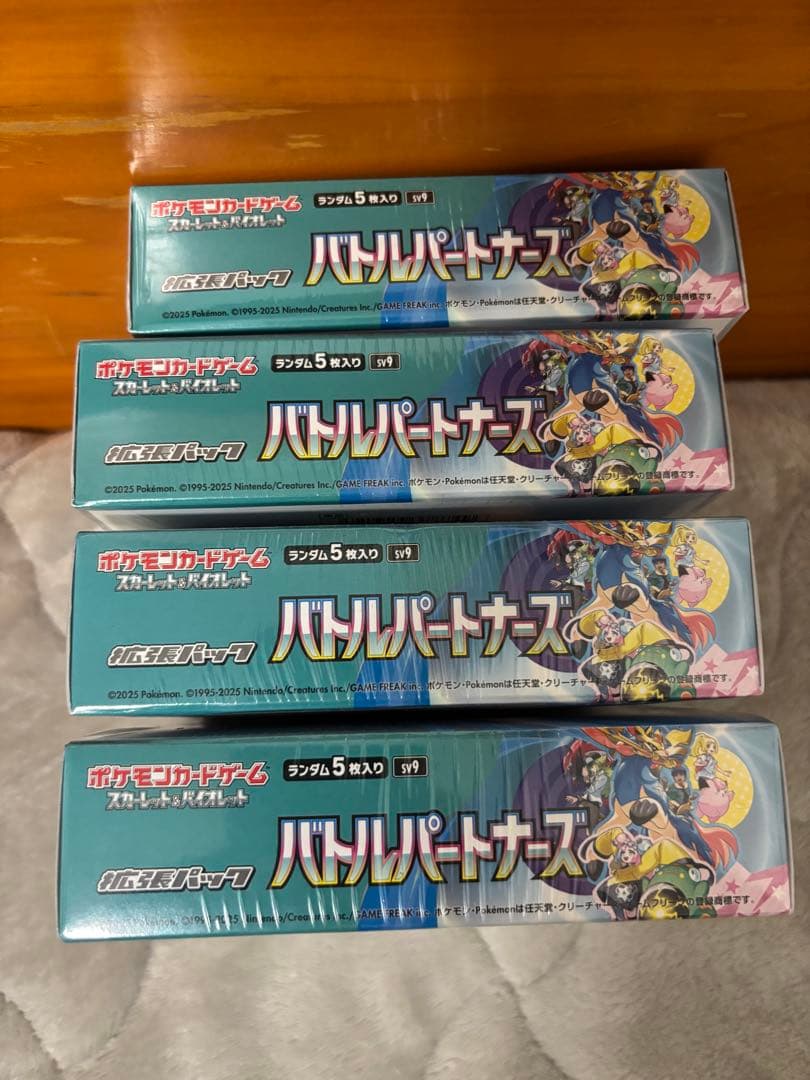 ポケモンカードゲーム
スカーレット&バイオレット
ランダム5枚入り sv9
拡張パック
バトルパートナーズ
©2025 Pokémon. ©1995-2025 Nintendo/Creatures Inc./GAME FREAK inc. ポケモン・Pokémonは任天堂・クリーチャーズ・ゲームフリークの登録商標です。
ポケモンカードゲーム
スカーレット&バイオレット
ランダム5枚入り sv9
拡張パック
バトルパートナーズ
©2025 Pokémon. ©1995-2025 Nintendo/Creatures Inc./GAME FREAK inc. ポケモン・Pokémonは任天堂・クリーチャーズ・ゲームフリークの登録商標です。
ポケモンカードゲーム
スカーレット&バイオレット
ランダム5枚入り sv9
拡張パック
バトルパートナーズ
©2025 Pokémon. ©1995-2025 Nintendo/Creatures Inc./GAME FREAK inc. ポケモン・Pokémonは任天堂・クリーチャーズ・ゲームフリークの登録商標です。
ポケモンカードゲーム
スカーレット&バイオレット
ランダム5枚入り sv9
拡張パック
バトルパートナーズ
Pokémon. ©1995-2025 Nintendo/Creatures Inc./GAME FREAK inc. ポケモン・Pokémonは任天堂・クリーチャーズ・ゲームフリークの登録商標です。